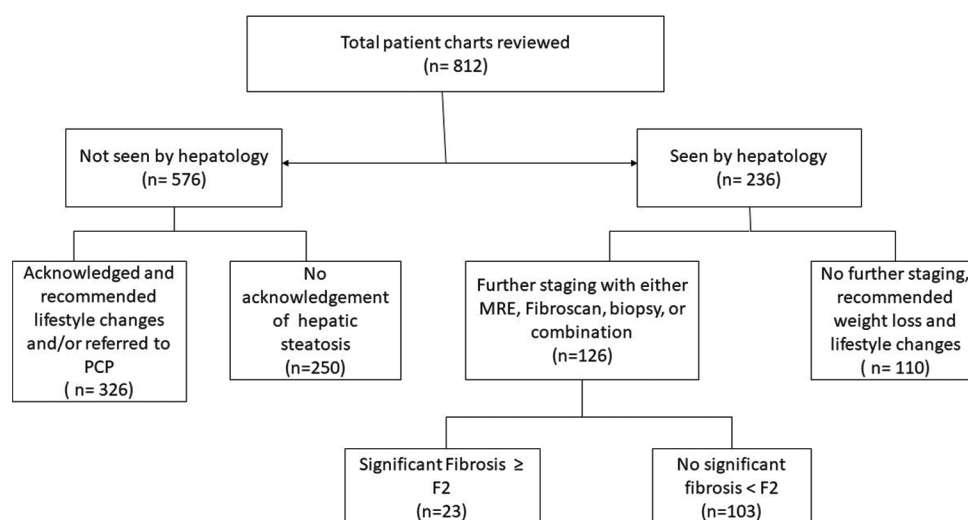 Total patient charts reviewed
(n= 812)
Not seen by hepatology
(n= 576)
Seen by hepatology
(n= 236)
Acknowledged and
recommended
lifestyle changes
and/or referred to
PCP
( n= 326)
No
acknowledgement
of hepatic
steatosis
(n=250)
Further staging with either
MRE, Fibroscan, biopsy, or
combination
(n=126)
No further staging,
recommended
weight loss and
lifestyle changes
( n= 110)
Significant Fibrosis ≥
F2
(n=23)
No significant
fibrosis < F2
(n=103)